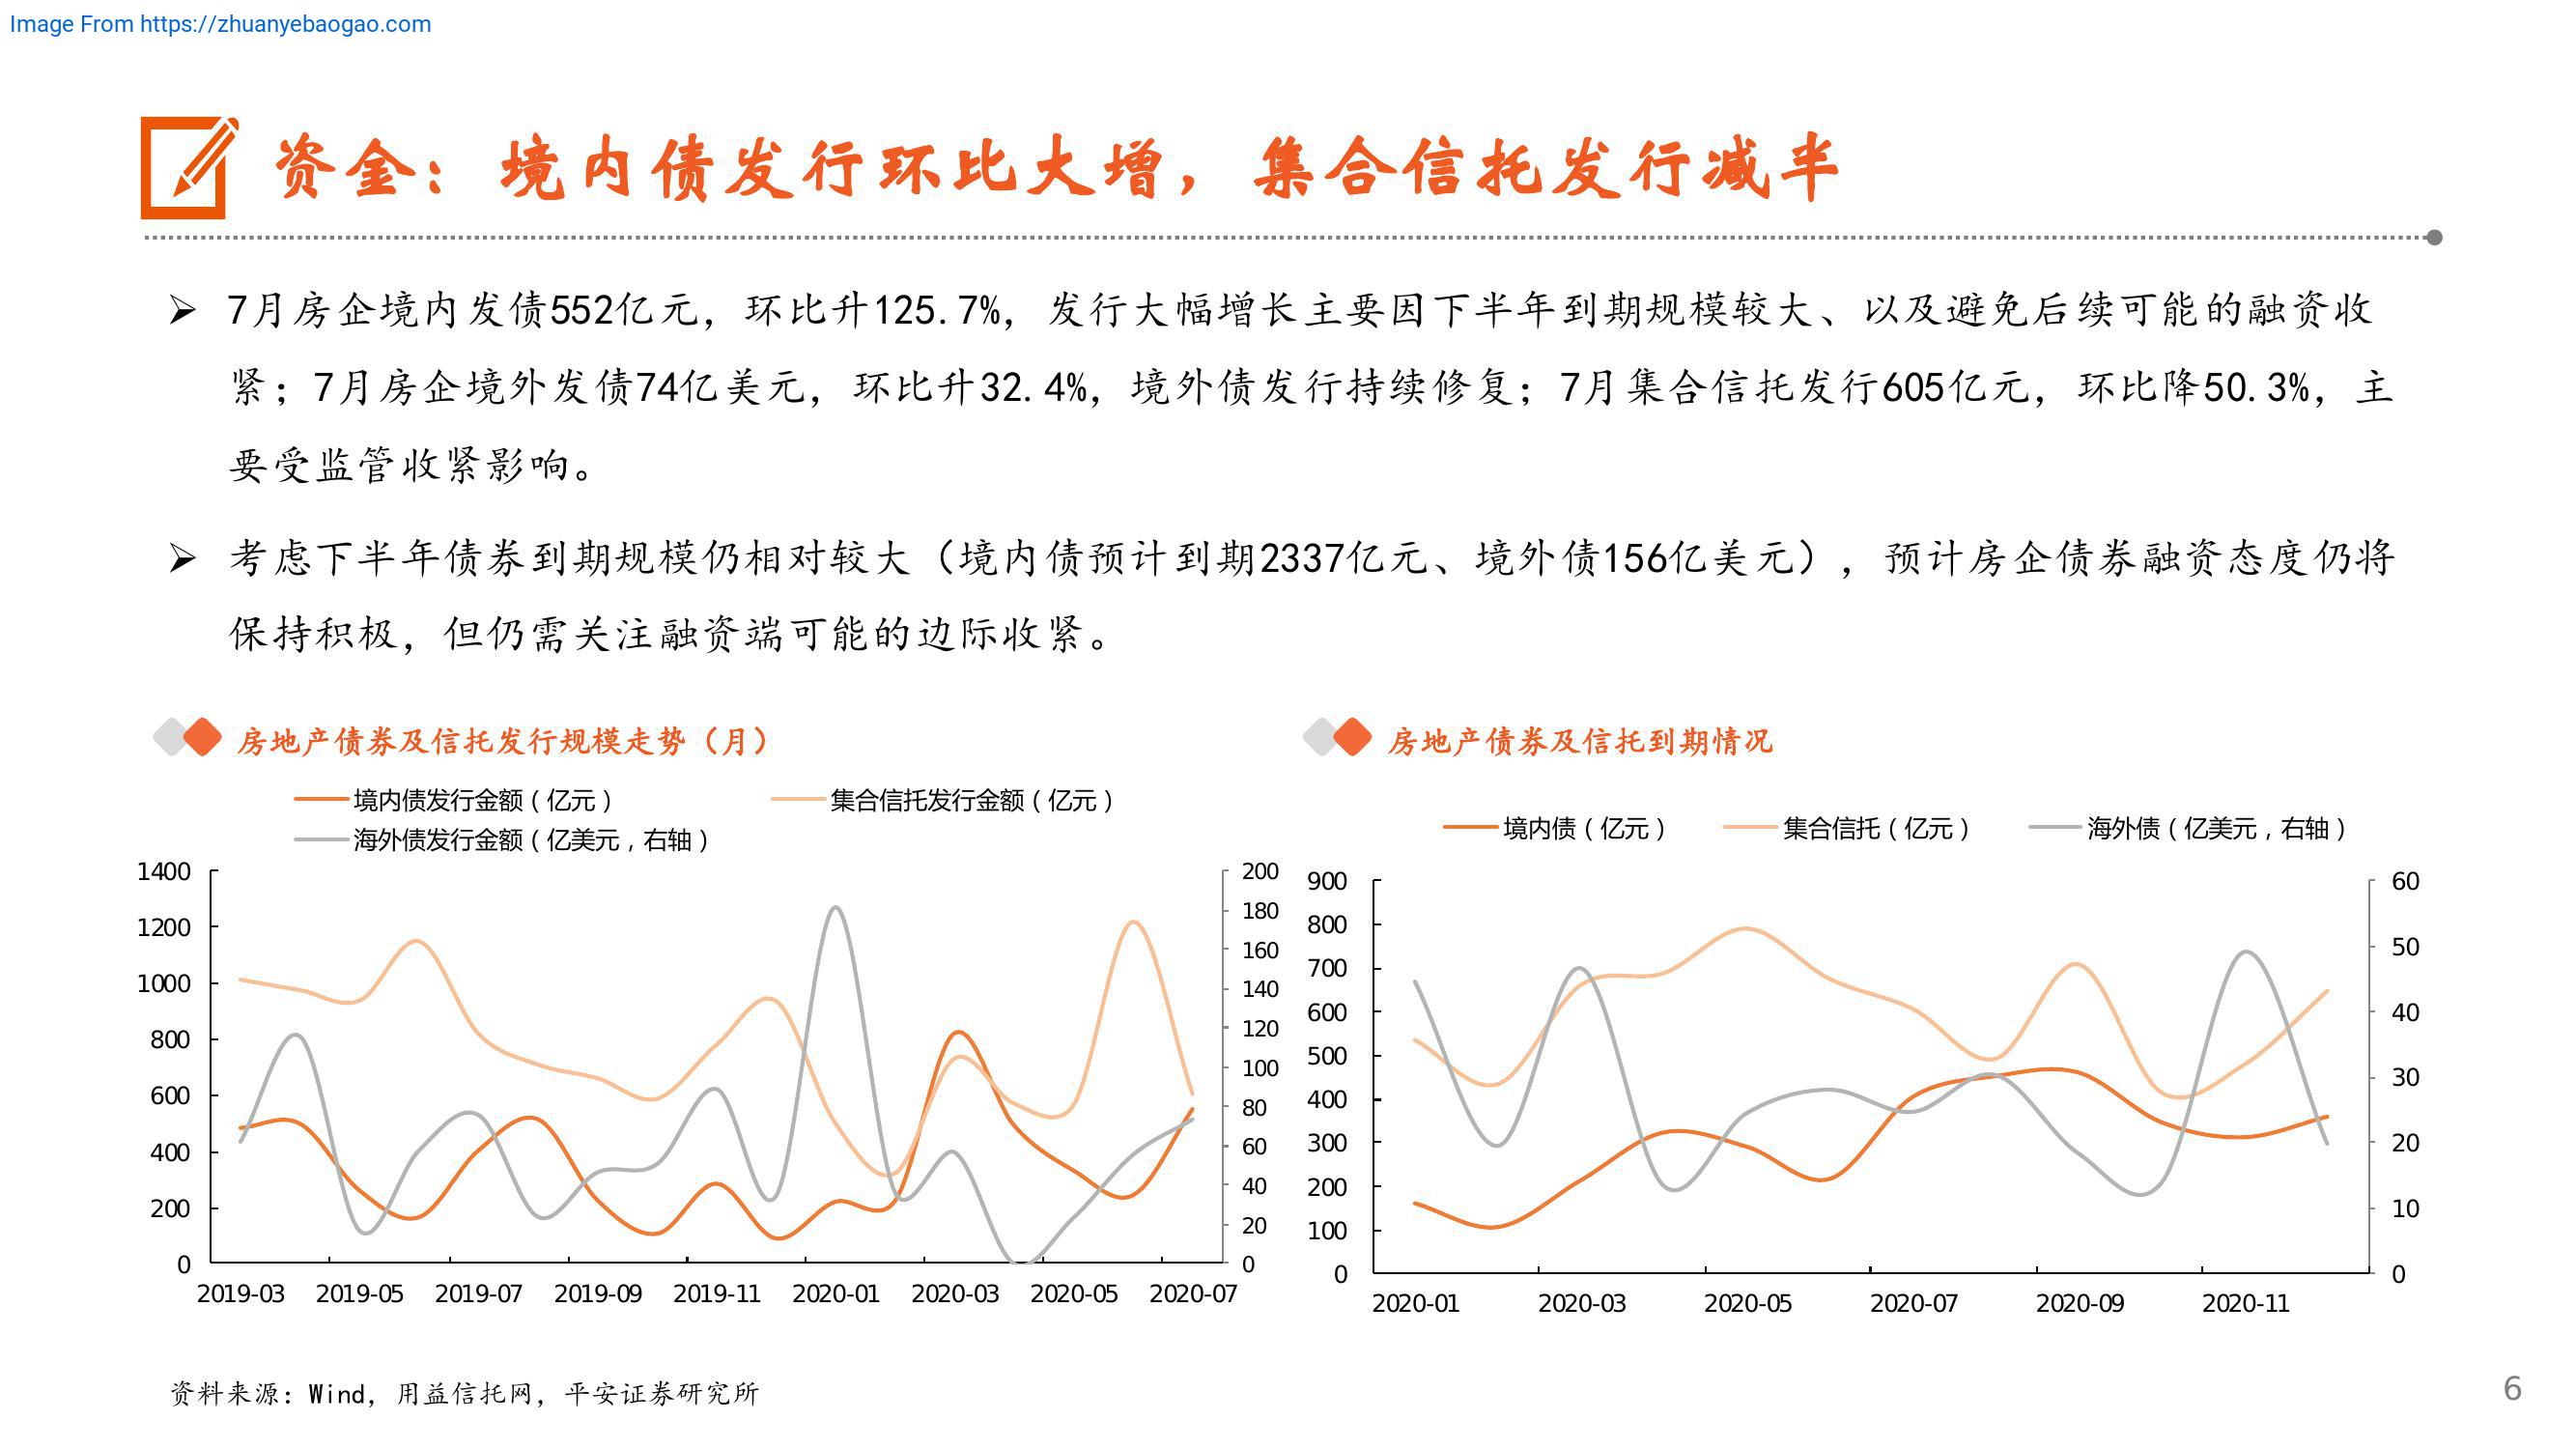 Image From https://zhuanyebaogao.com
资金：境内债发行环比大增，集合信托发行减半
➢ 7月房企境内发债552亿元，环比升125.7%，发行大幅增长主要因下半年到期规模较大、以及避免后续可能的融资收
紧；7月房企境外发债74亿美元，环比升32.4%，境外债发行持续修复；7月集合信托发行605亿元，环比降50.3%，主
要受监管收紧影响。
➢ 考虑下半年债券到期规模仍相对较大（境内债预计到期2337亿元、境外债156亿美元），预计房企债券融资态度仍将
保持积极，但仍需关注融资端可能的边际收紧。
房地产债券及信托发行规模走势（月）
境内债发行金额（亿元） 集合信托发行金额（亿元）
海外债发行金额（亿美元，右轴）
1400
1200
1000
800
600
400
200
0
200
180
160
140
120
100
80
60
40
20
0
2019-03 2019-05 2019-07 2019-09 2019-11 2020-01 2020-03 2020-05 2020-07
房地产债券及信托到期情况
境内债（亿元） 集合信托（亿元） 海外债（亿美元，右轴）
900
800
700
600
500
400
300
200
100
0
60
50
40
30
20
10
0
2020-01 2020-03 2020-05 2020-07 2020-09 2020-11
资料来源：Wind，用益信托网，平安证券研究所
6